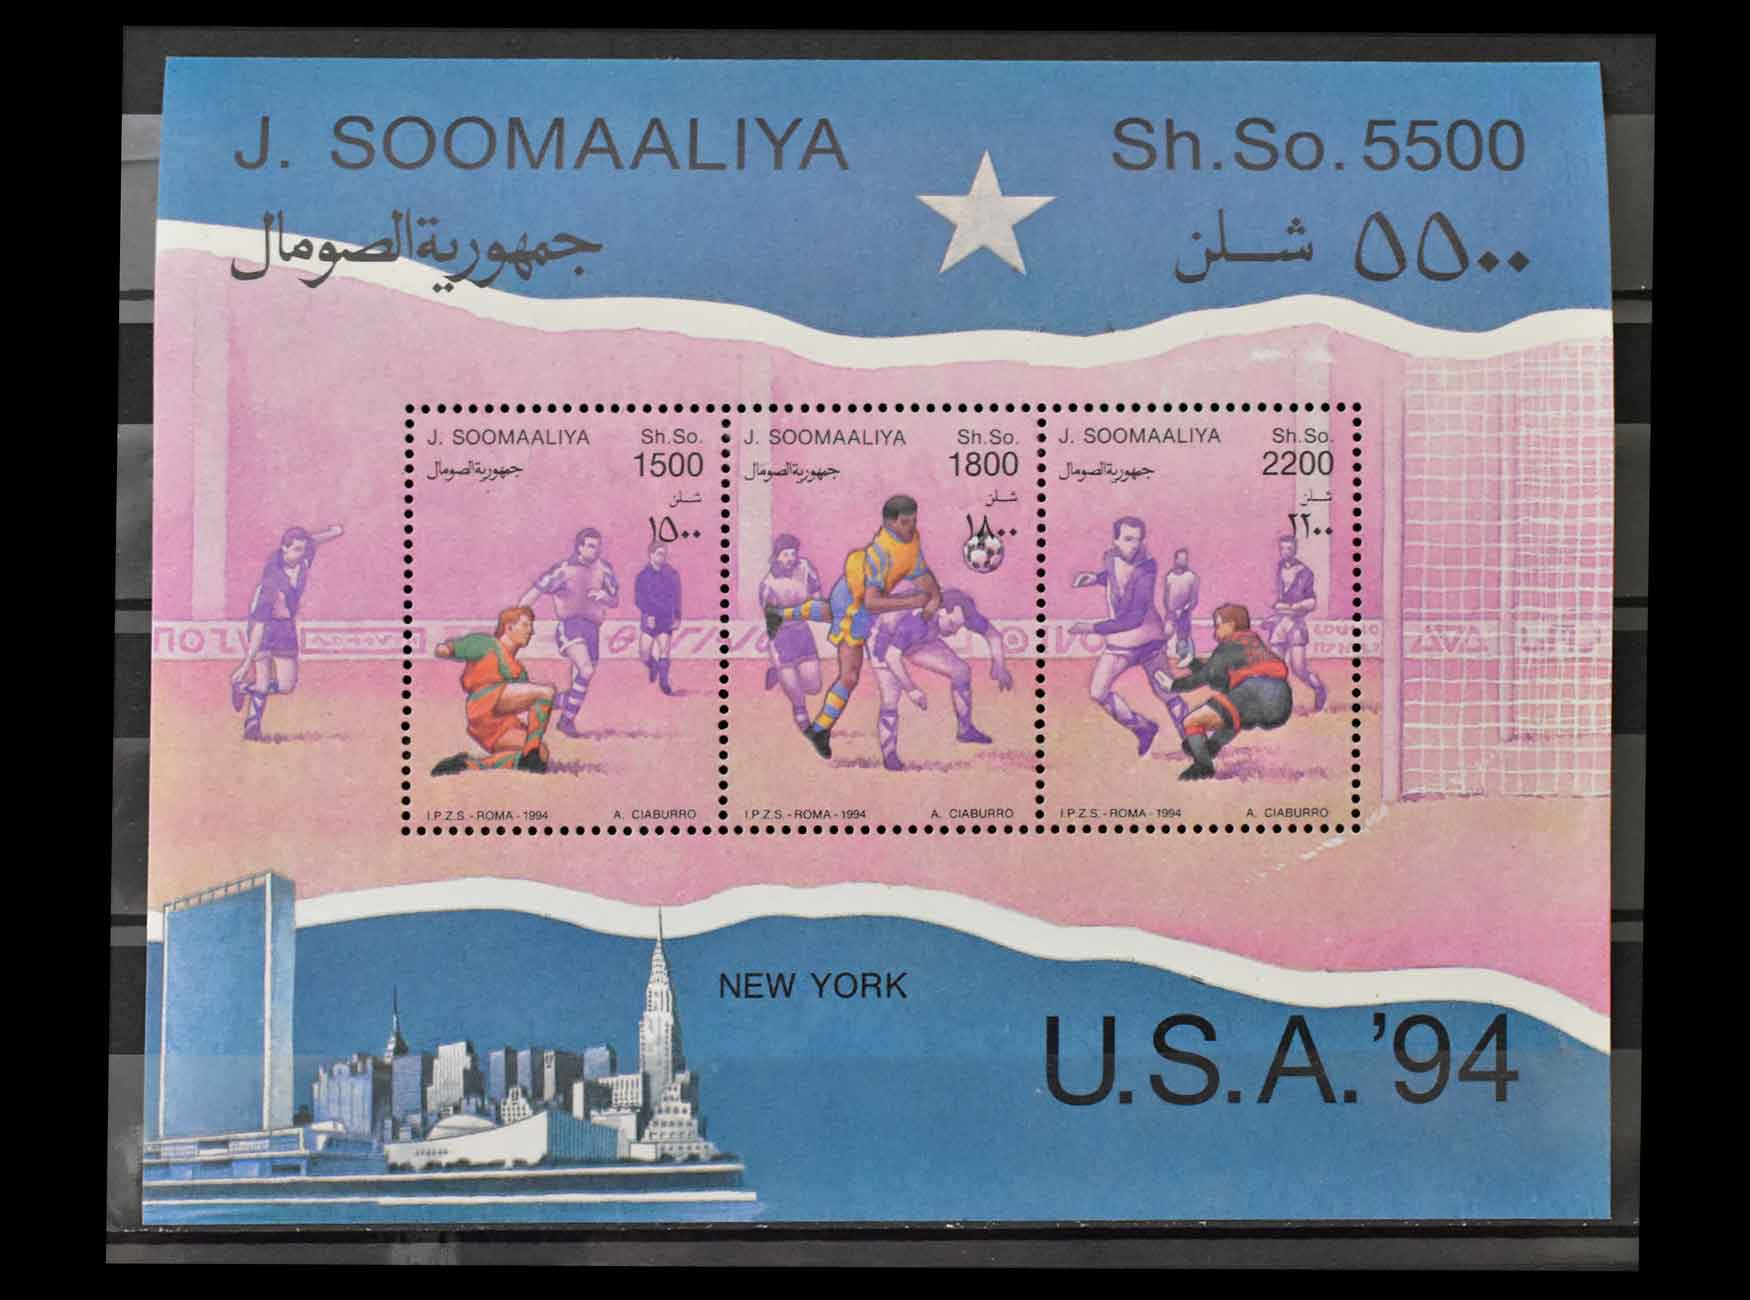 J. SOOMAALIYA
Sh.So. 5500
جمهورية الصومال
شلن ٥٥٠٠
J. SOOMAALIYA
Sh.So.
1500
جمهورية الصومال
شلن
١٥٠٠
I.P.Z.S. - ROMA - 1994
A. CIABURRO
J. SOOMAALIYA
Sh.So.
1800
جمهورية الصومال
شلن
١٨٠٠
I.P.Z.S. - ROMA - 1994
A. CIABURRO
J. SOOMAALIYA
Sh.So.
2200
جمهورية الصومال
شلن
٢٢٠٠
I.P.Z.S. - ROMA - 1994
A. CIABURRO
NEW YORK
U.S.A. '94